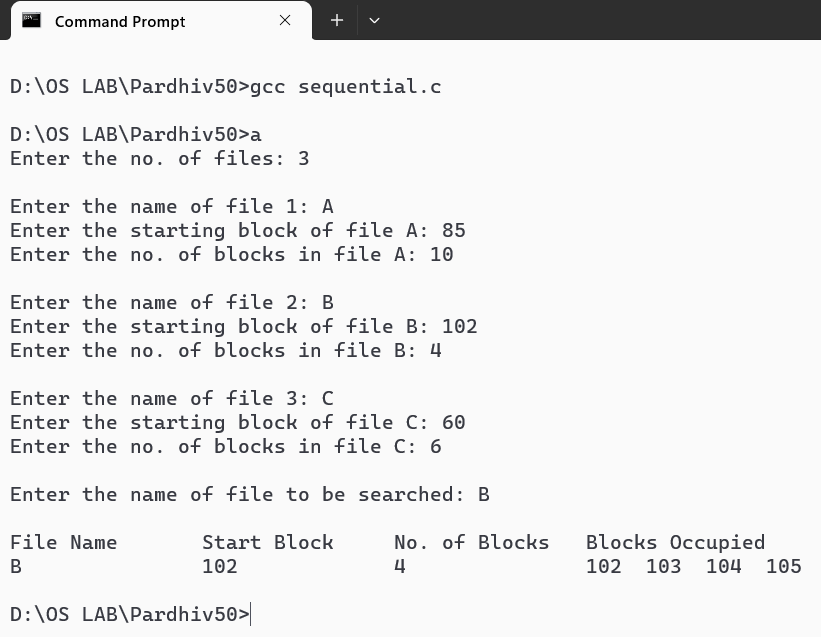 Command Prompt
D:\OS LAB\Pardhiv50>gcc sequential.c
D:\OS LAB\Pardhiv50>a
Enter the no. of files: 3
Enter the name of file 1: A
Enter the starting block of file A: 85
Enter the no. of blocks in file A: 10
Enter the name of file 2: B
Enter the starting block of file B: 102
Enter the no. of blocks in file B: 4
Enter the name of file 3: C
Enter the starting block of file C: 60
Enter the no. of blocks in file C: 6
Enter the name of file to be searched: B
File Name Start Block No. of Blocks Blocks Occupied
B 102 4 102 103 104 105
D:\OS LAB\Pardhiv50>